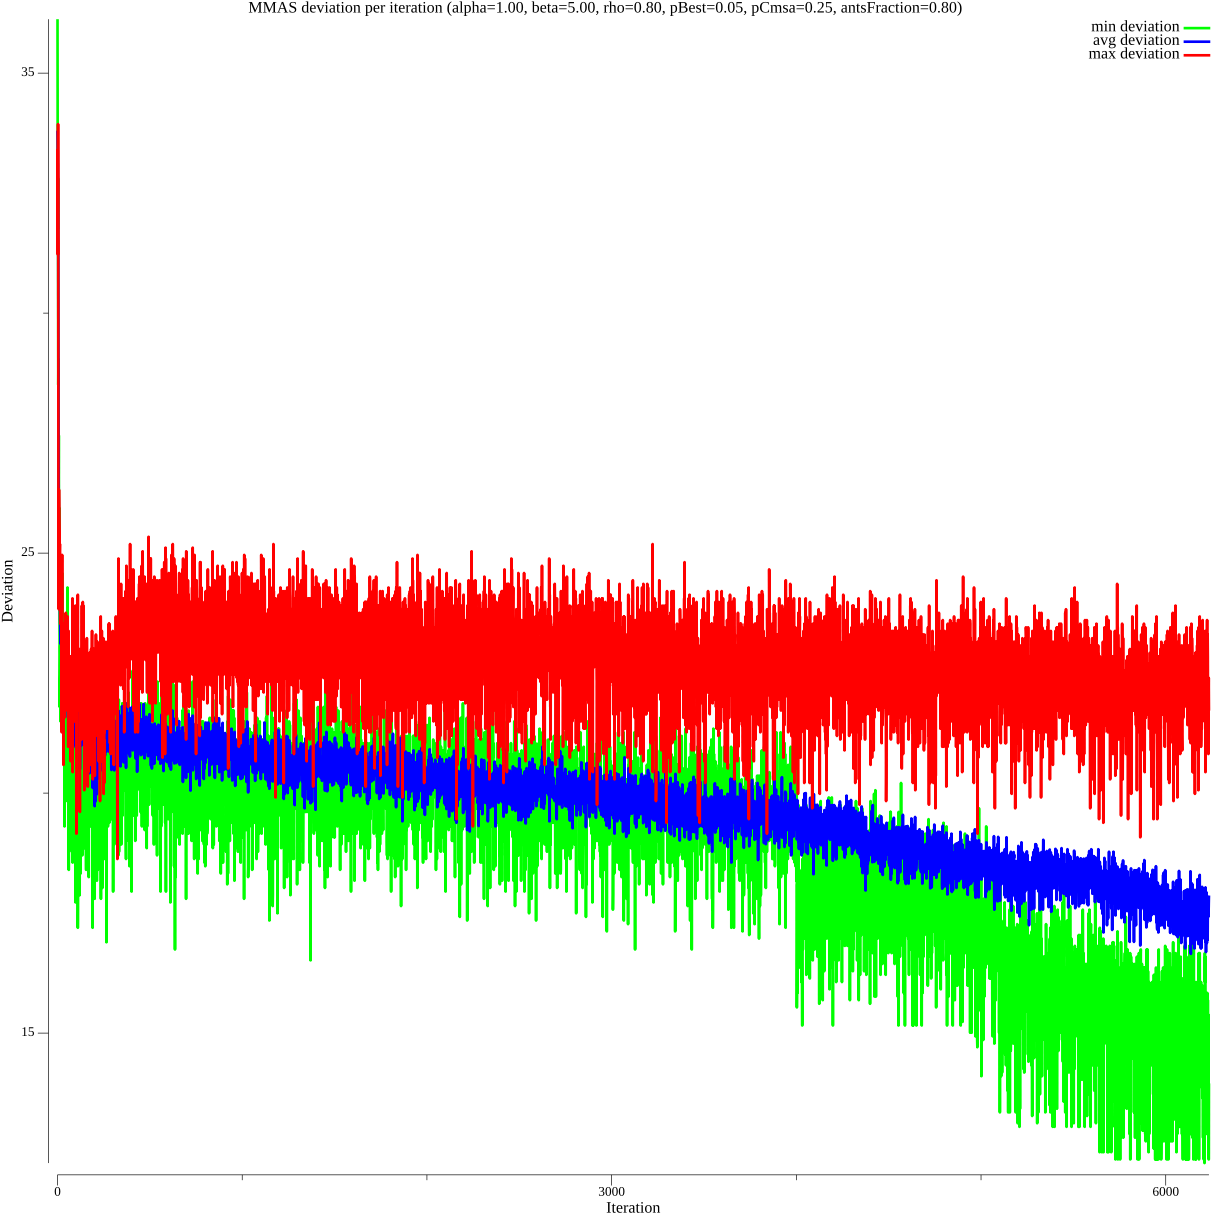 MMAS deviation per iteration (alpha=1.00, beta=5.00, rho=0.80, pBest=0.05, pCmsa=0.25, antsFraction=0.80)
min deviation
avg deviation
max deviation
35
25
15
Deviation
0
3000
6000
Iteration